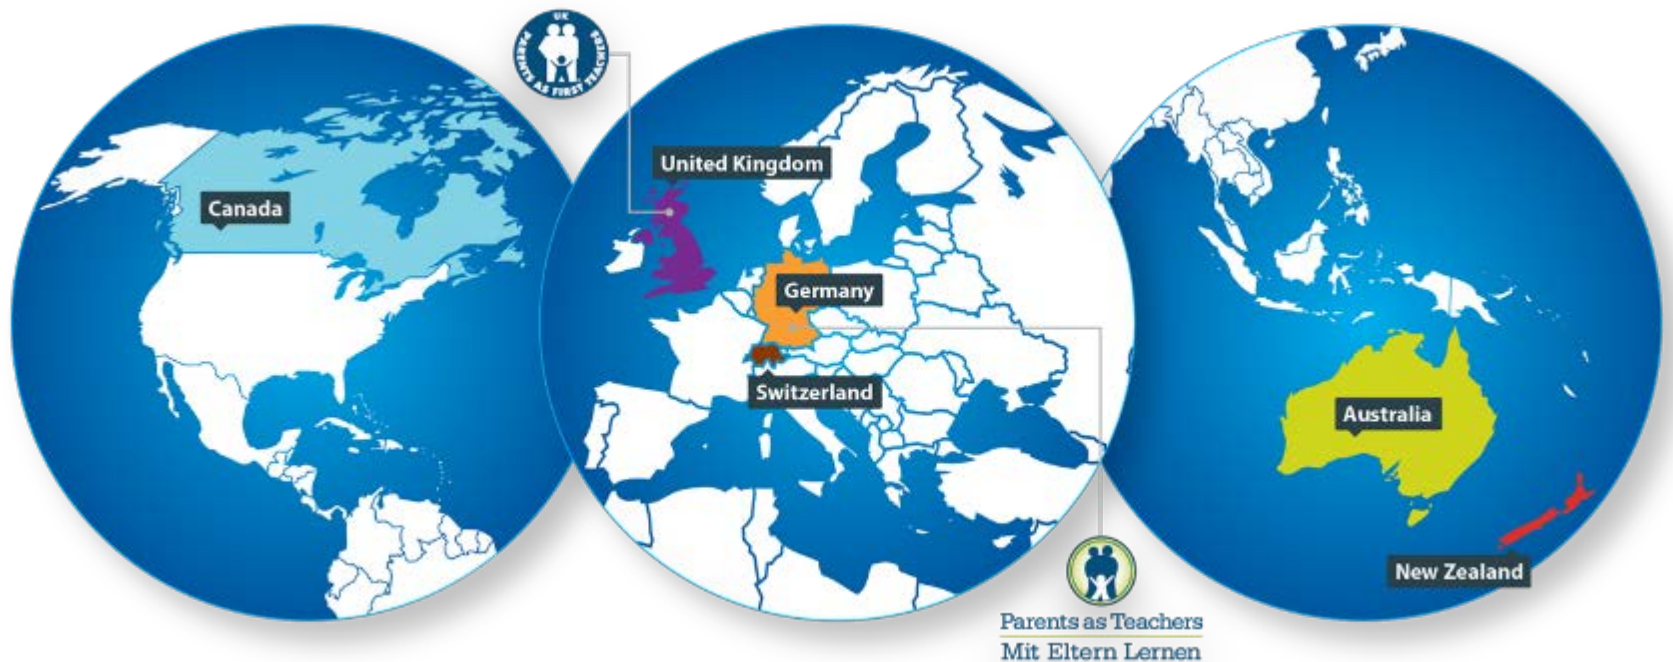 UK
PARENTS AS FIRST TEACHERS
United Kingdom
Canada
Germany
Switzerland
Australia
New Zealand
Parents as Teachers
Mit Eltern Lernen